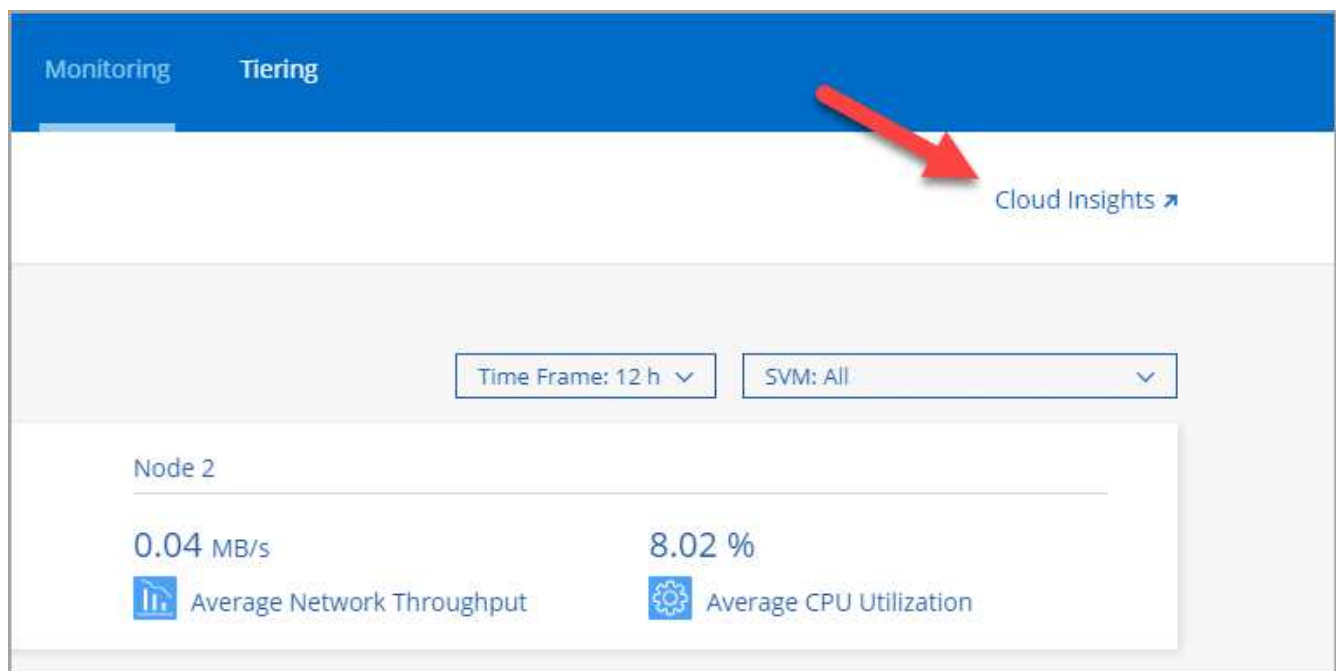 Monitoring Tiering
Cloud Insights
Time Frame: 12 h SVM: All
Node 2
0.04 MB/s 8.02 %
Average Network Throughput Average CPU Utilization